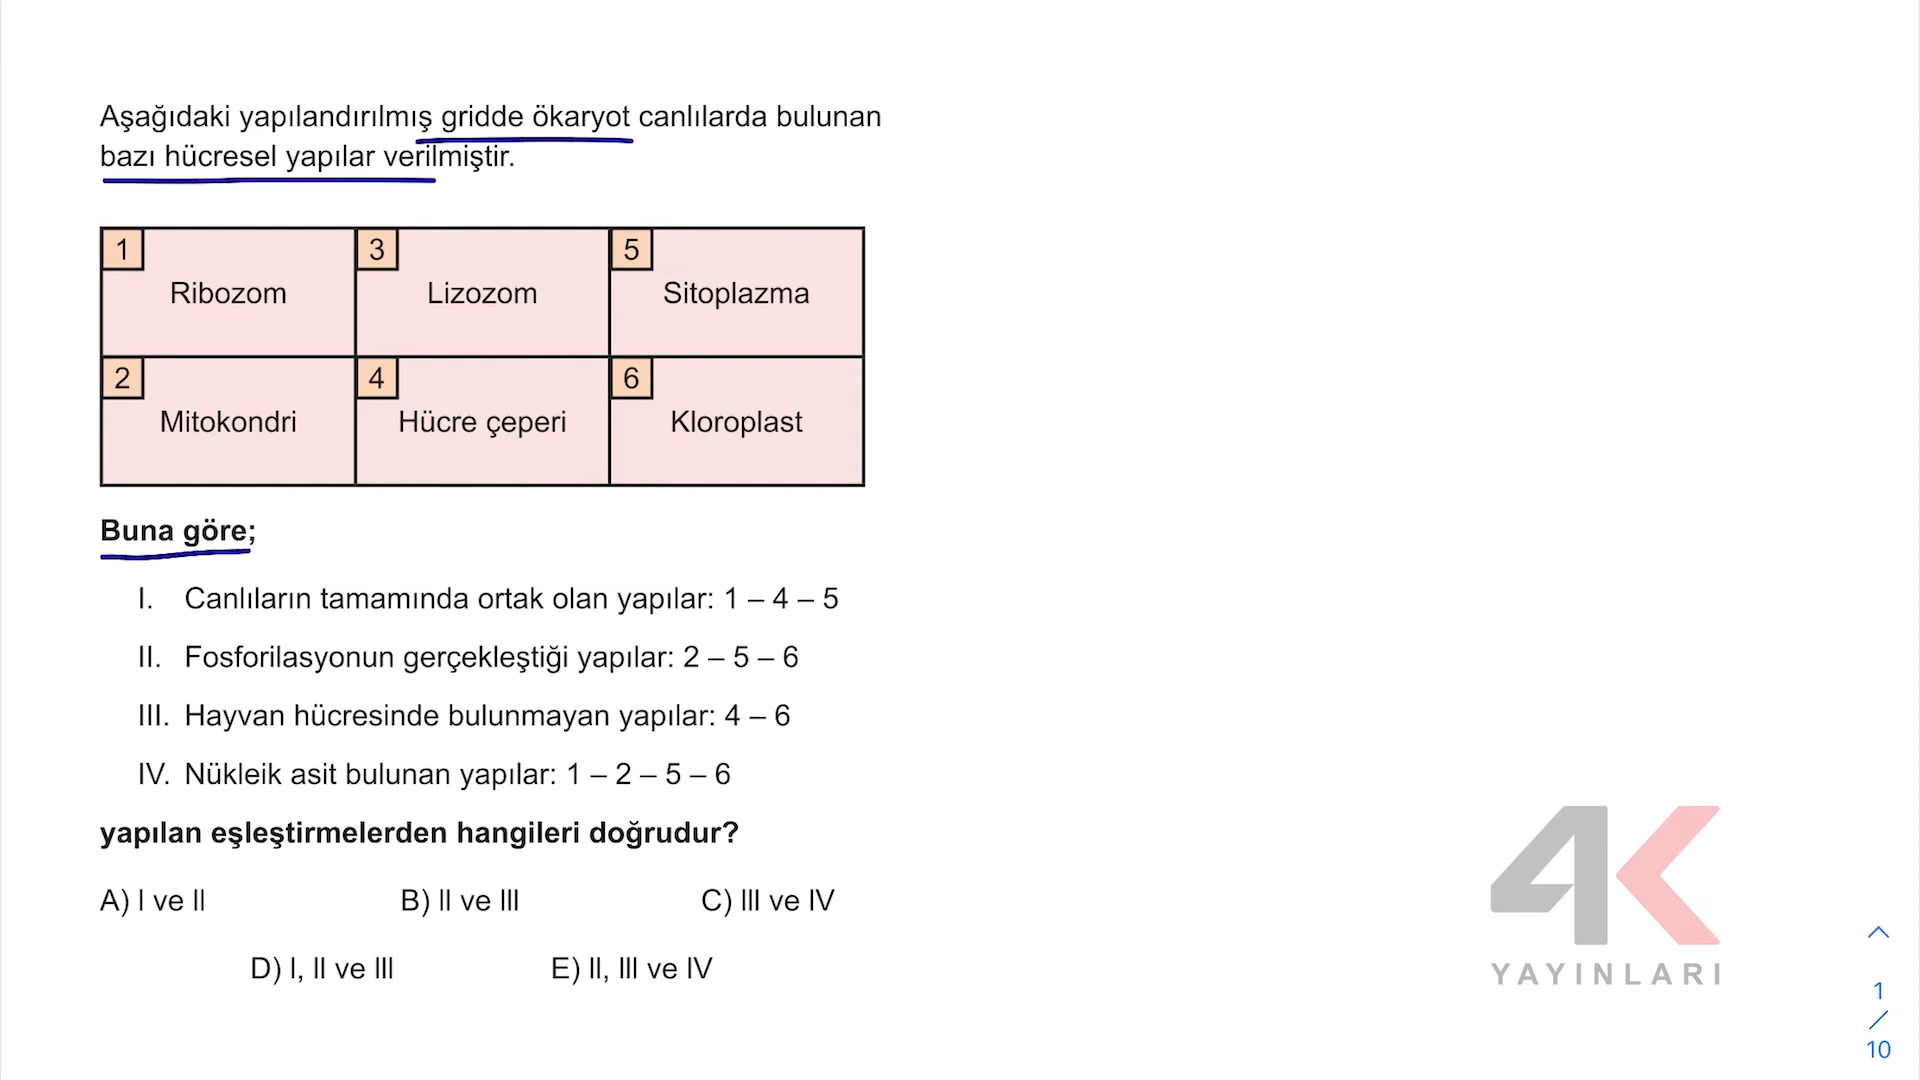 Aşağıdaki yapılandırılmış gridde ökaryot canlılarda bulunan
bazı hücresel yapılar verilmiştir.
1
Ribozom
3
Lizozom
5
Sitoplazma
2
Mitokondri
4
Hücre çeperi
6
Kloroplast
Buna göre;
I. Canlıların tamamında ortak olan yapılar: 1 – 4 – 5
II. Fosforilasyonun gerçekleştiği yapılar: 2 – 5 – 6
III. Hayvan hücresinde bulunmayan yapılar: 4 – 6
IV. Nükleik asit bulunan yapılar: 1 – 2 – 5 – 6
yapılan eşleştirmelerden hangileri doğrudur?
A) I ve II B) II ve III C) III ve IV
D) I, II ve III E) II, III ve IV
4K
YAYINLARI
1
/
10